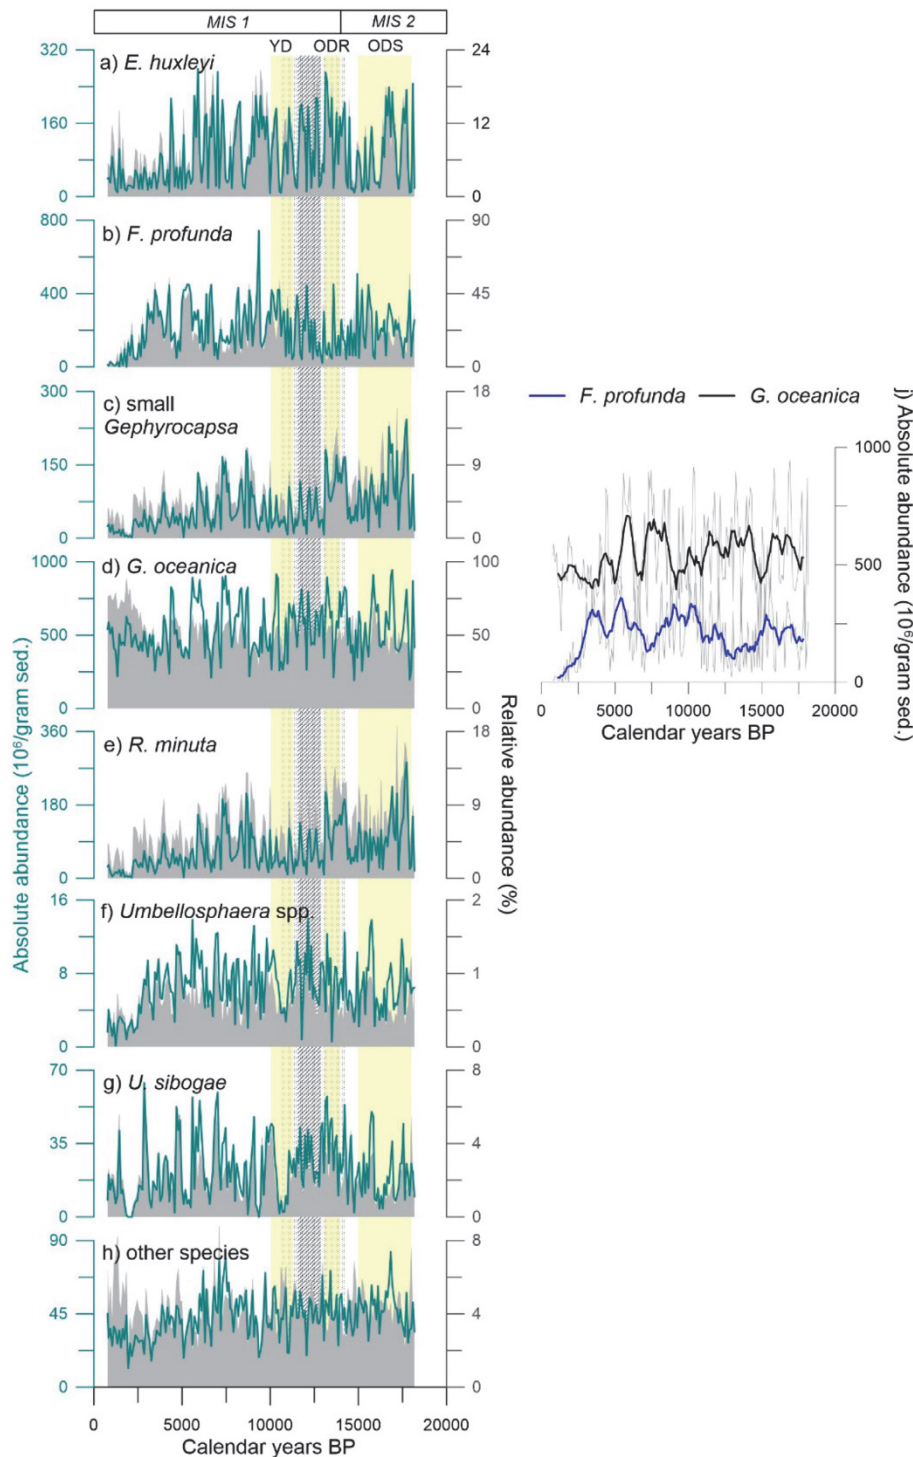 MIS 1 MIS 2
YD ODR ODS
320 24
a) E. huxleyi
160 12
0 0
800 90
b) F. profunda
400 45
0 0
300 18
c) small
Gephyrocapsa
150 9
0 0
1000 100
d) G. oceanica
500 50
0 0
360 18
e) R. minuta
180 9
0 0
16 2
f) Umbellosphaera spp.
8 1
0 0
70 8
g) U. sibogae
35 4
0 0
90 8
h) other species
45 4
0 0
0 5000 10000 15000 20000
Calendar years BP
Absolute abundance (10⁶/gram sed.)
Relative abundance (%)
F. profunda G. oceanica
1000
500
0
0 5000 10000 15000 20000
Calendar years BP
j) Absolute abundance (10⁶/gram sed.)